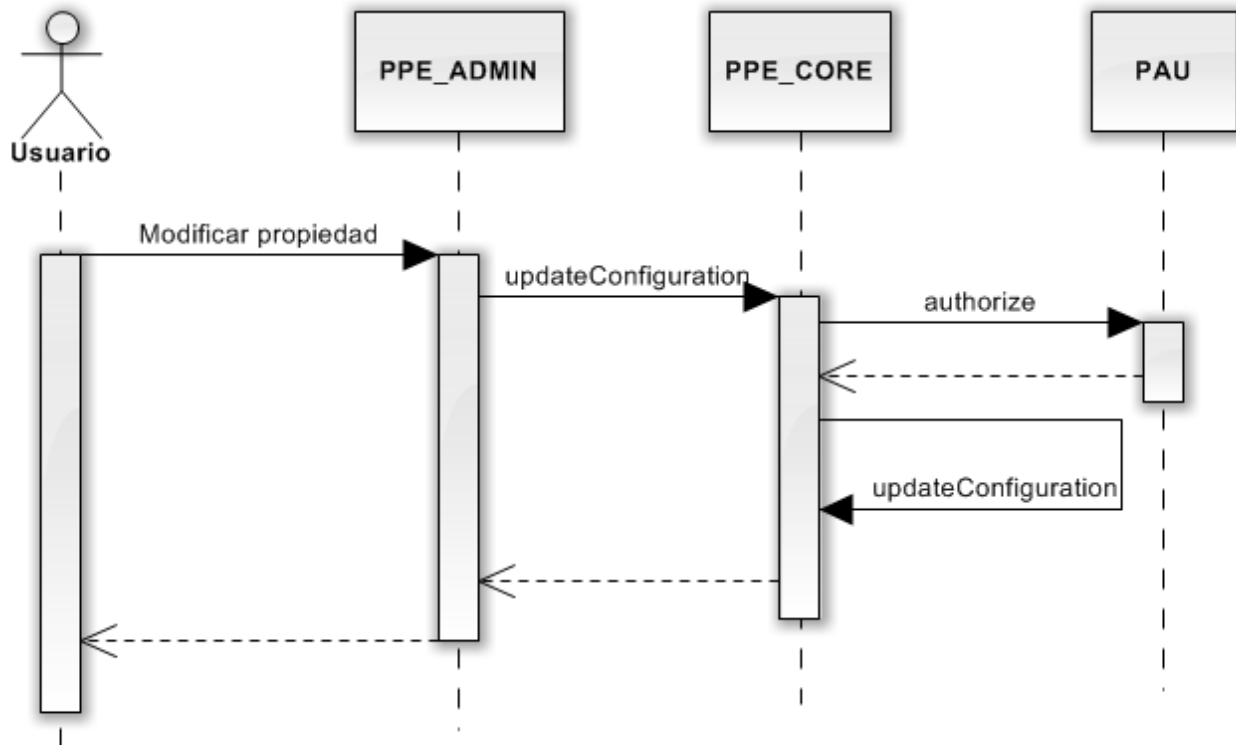 PPE_ADMIN
PPE_CORE
PAU
Usuario
Modificar propiedad
updateConfiguration
authorize
updateConfiguration